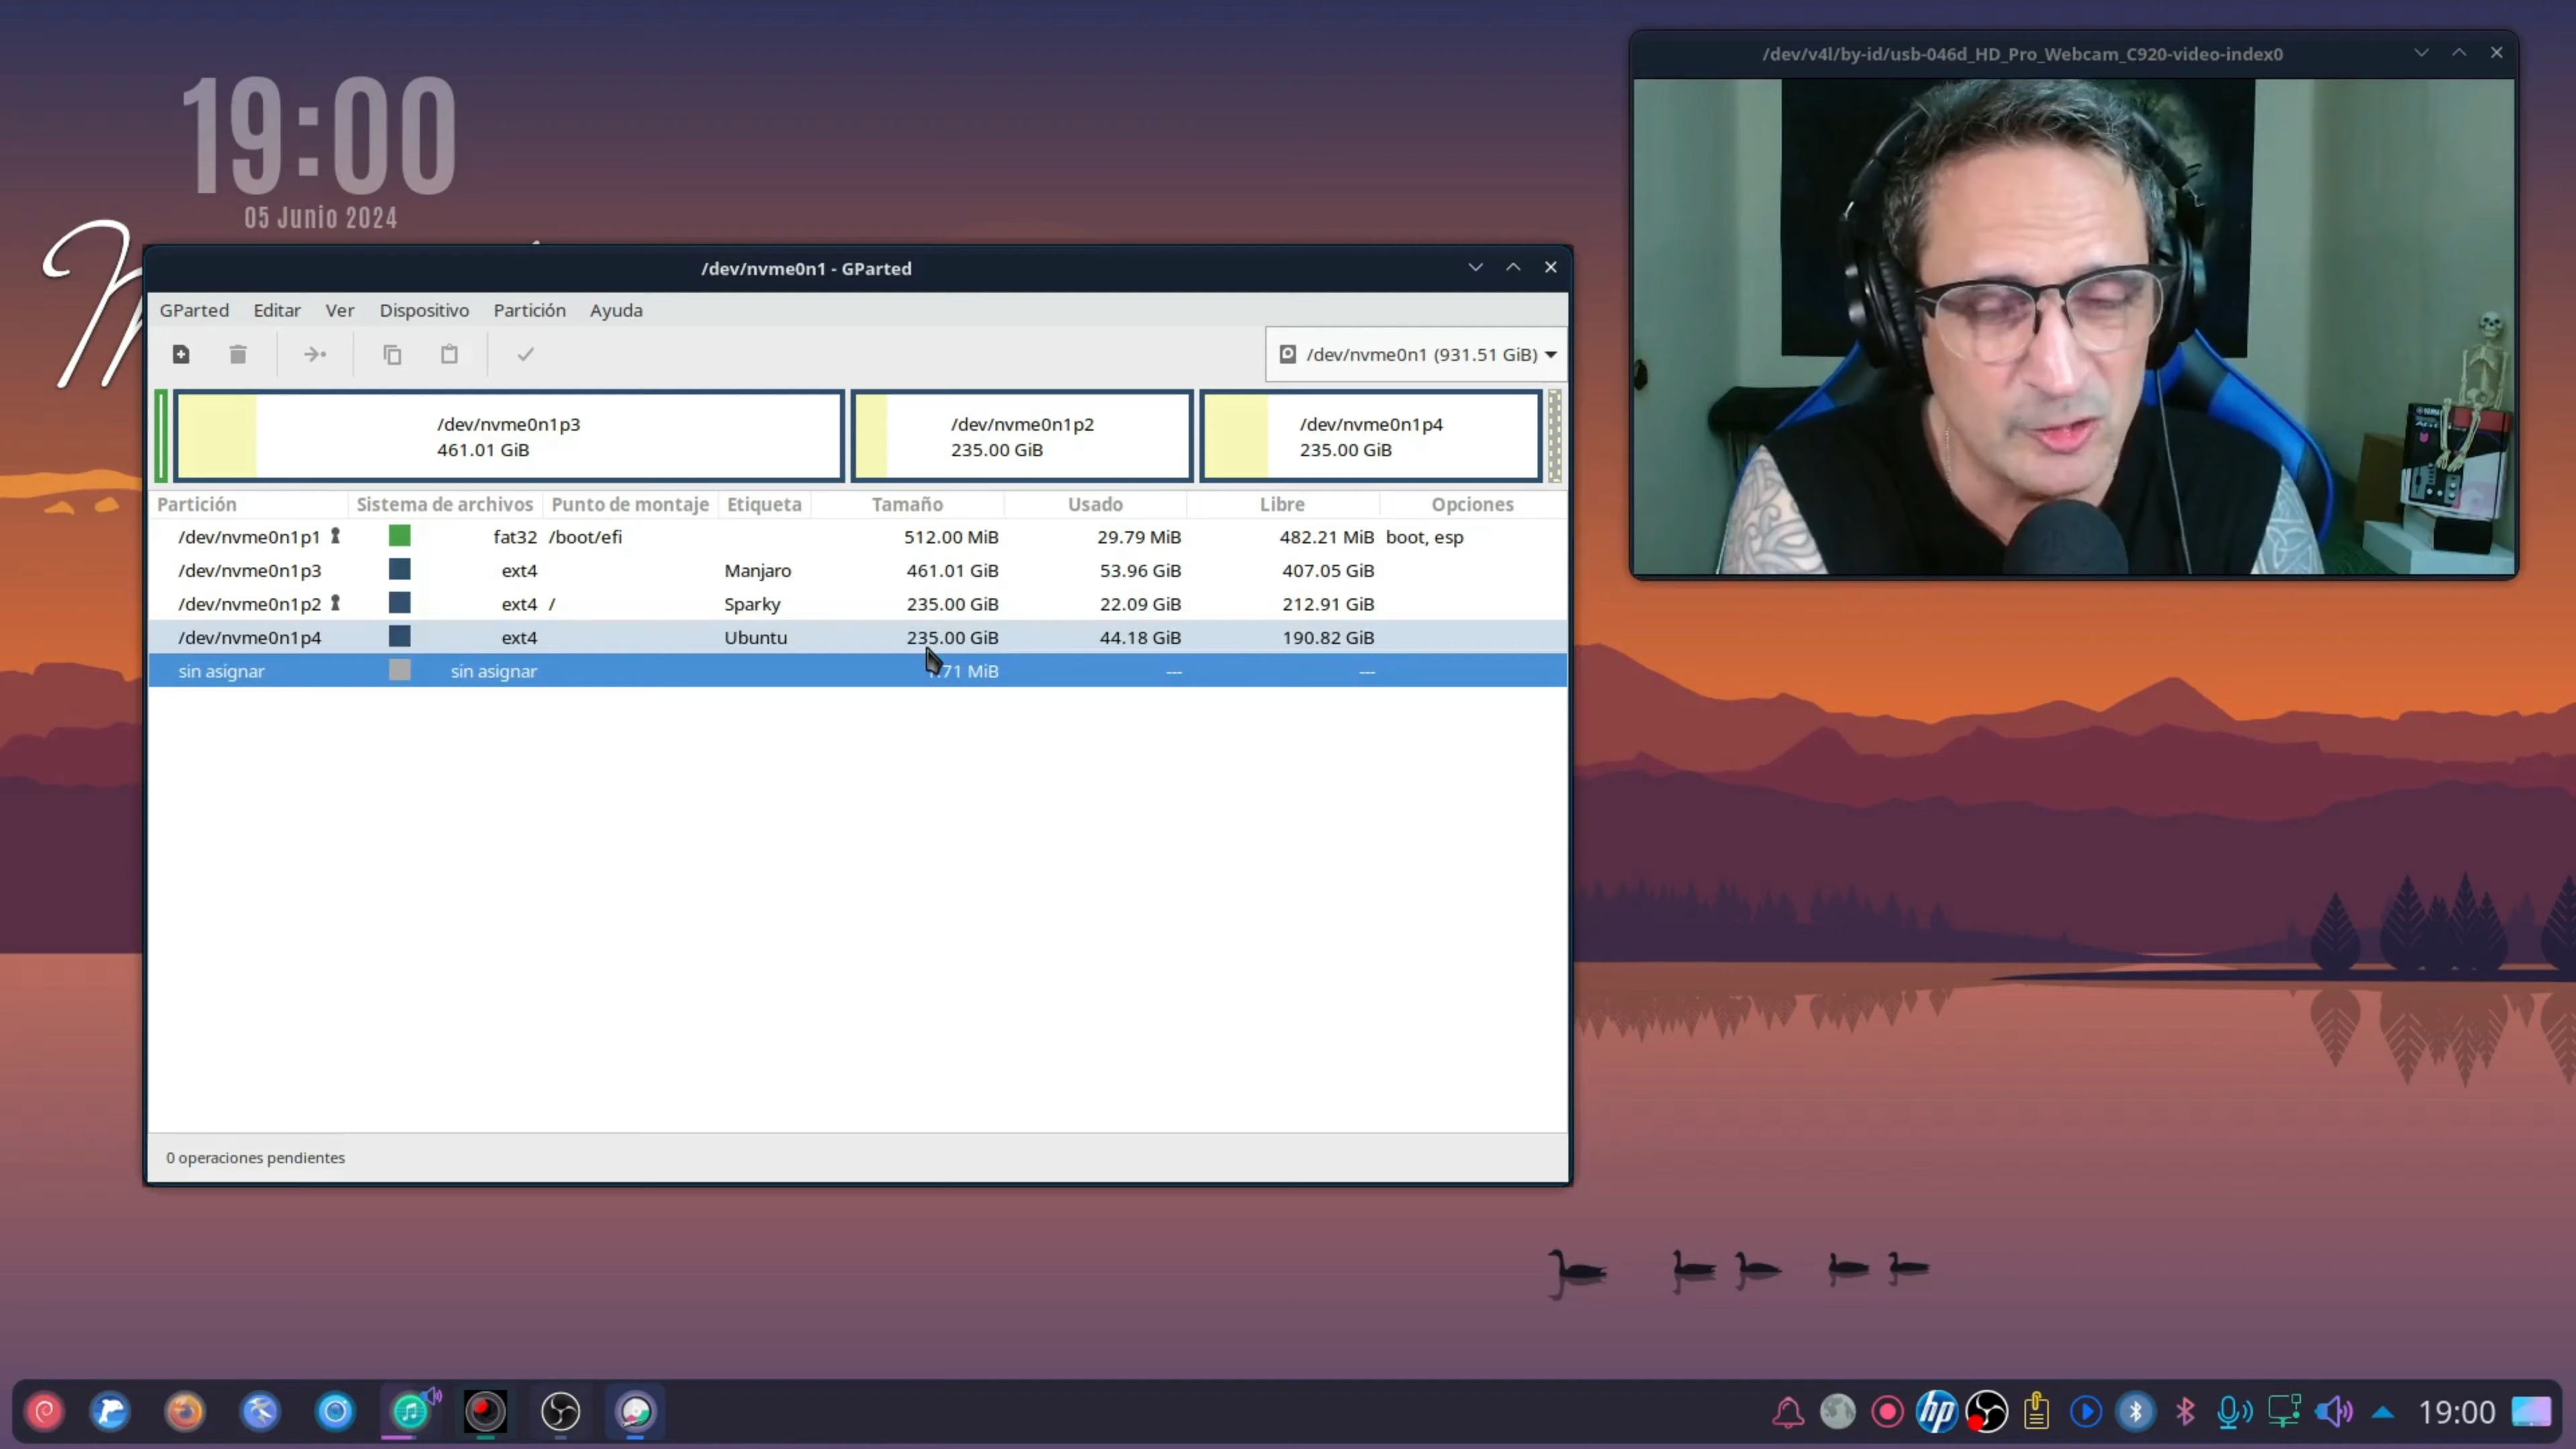 19:00
05 Junio 2024
/dev/v4l/by-id/usb-046d_HD_Pro_Webcam_C920-video-index0
/dev/nvme0n1 - GParted
GParted Editar Ver Dispositivo Partición Ayuda
/dev/nvme0n1 (931.51 GiB)
/dev/nvme0n1p3
461.01 GiB
/dev/nvme0n1p2
235.00 GiB
/dev/nvme0n1p4
235.00 GiB
Partición Sistema de archivos Punto de montaje Etiqueta Tamaño Usado Libre Opciones
/dev/nvme0n1p1 fat32 /boot/efi 512.00 MiB 29.79 MiB 482.21 MiB boot, esp
/dev/nvme0n1p3 ext4 Manjaro 461.01 GiB 53.96 GiB 407.05 GiB
/dev/nvme0n1p2 ext4 / Sparky 235.00 GiB 22.09 GiB 212.91 GiB
/dev/nvme0n1p4 ext4 Ubuntu 235.00 GiB 44.18 GiB 190.82 GiB
sin asignar sin asignar 71 MiB --- ---
0 operaciones pendientes
hp
19:00